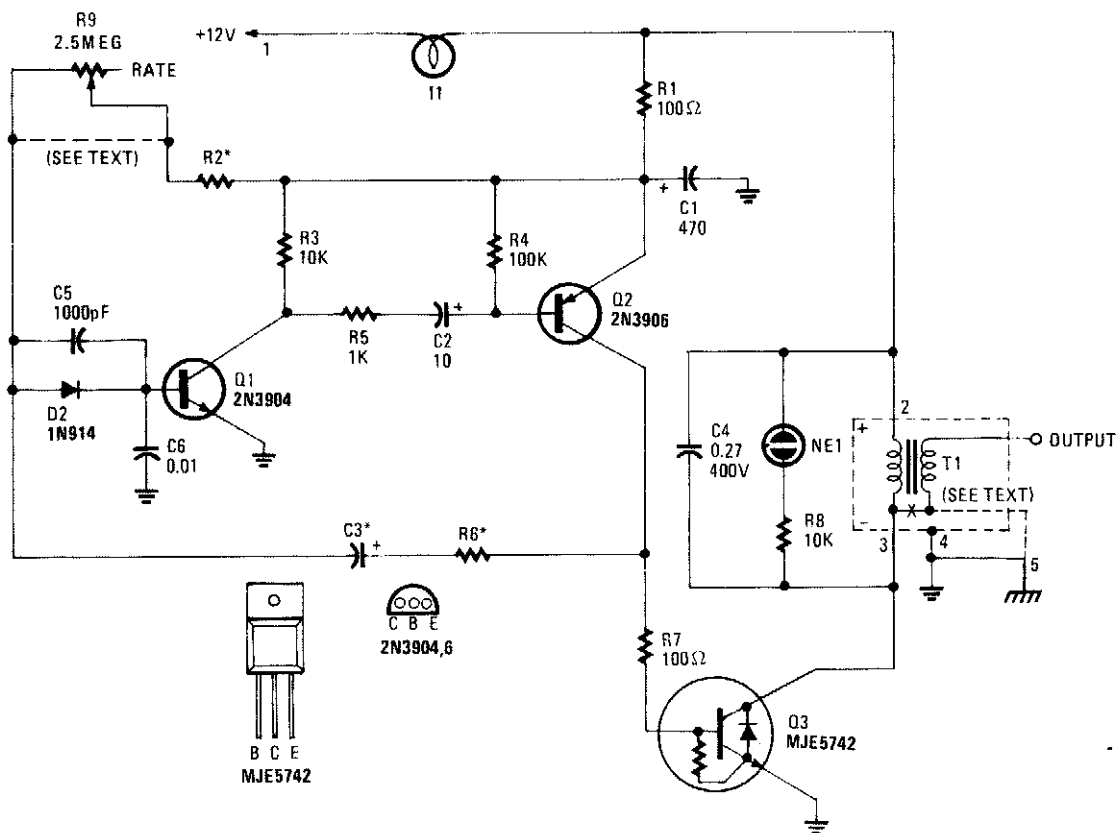 R9
2.5MEG
RATE
+12V
1
I1
R1
100Ω
(SEE TEXT)
R2*
+
C1
470
R3
10K
R4
100K
C5
1000pF
R5
1K
+
C2
10
Q2
2N3906
Q1
2N3904
D2
1N914
C6
0.01
C4
0.27
400V
NE1
R8
10K
2
+
T1
OUTPUT
(SEE TEXT)
X
-
3
4
5
C3*
+
R6*
C B E
2N3904,6
R7
100Ω
Q3
MJE5742
B C E
MJE5742